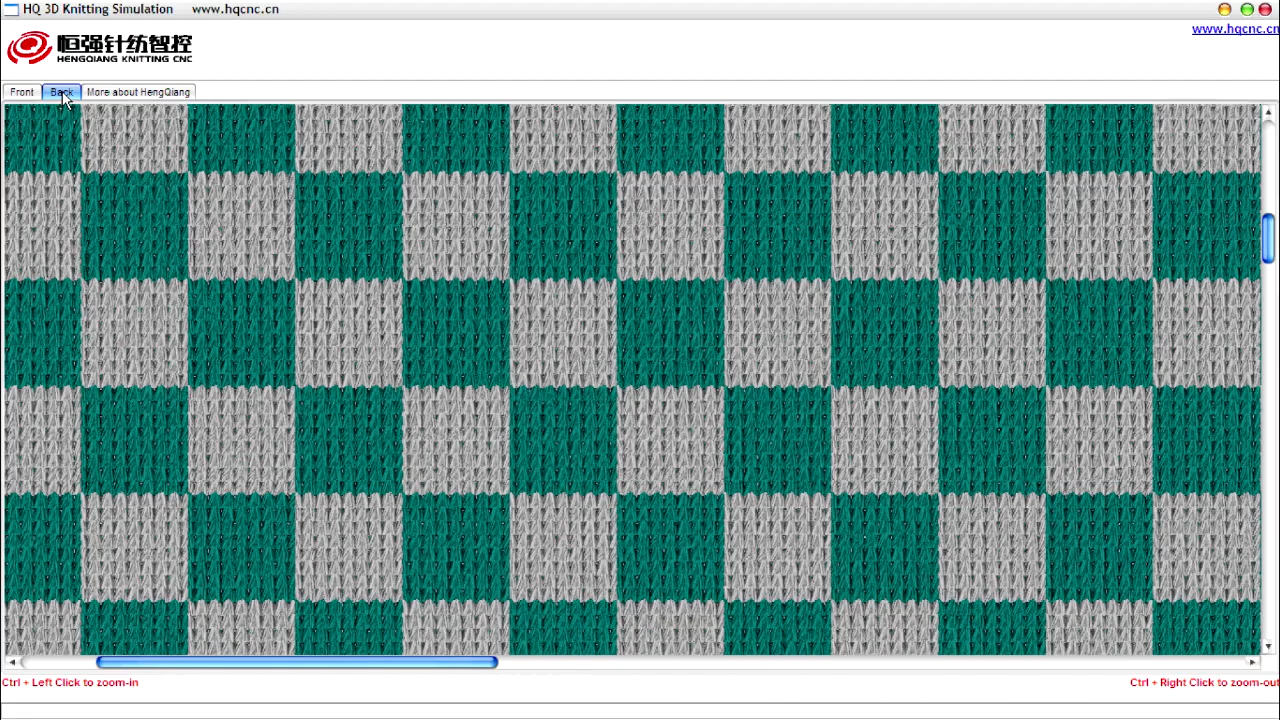 HQ 3D Knitting Simulation www.hqcnc.cn
www.hqcnc.cn
恒强针纺智控
HENGQIANG KNITTING CNC
Front Back More about HengQiang
Ctrl + Left Click to zoom-in Ctrl + Right Click to zoom-out